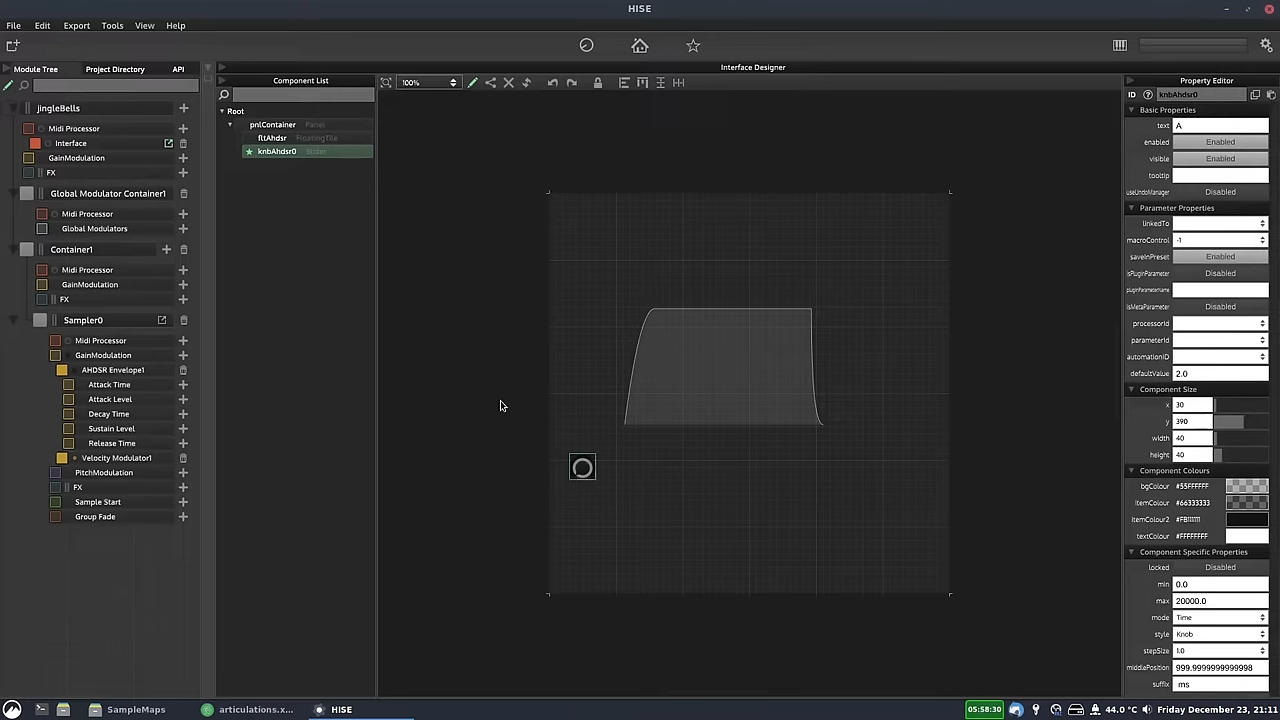 HISE
File Edit Export Tools View Help
Module Tree Project Directory API
Interface Designer
Component List
100%
Property Editor
jingleBells
Midi Processor
Interface
GainModulation
FX
Global Modulator Container1
Midi Processor
Global Modulators
Container1
Midi Processor
GainModulation
FX
Sampler0
Midi Processor
GainModulation
AHDSR Envelope1
Attack Time
Attack Level
Decay Time
Sustain Level
Release Time
Velocity Modulator1
PitchModulation
FX
Sample Start
Group Fade
Root
pnlContainer Panel
fltAhdsr FloatingTile
knbAhdsr0 Slider
ID knbAhdsr0
Basic Properties
text A
enabled Enabled
visible Enabled
tooltip
useUndoManager Disabled
Parameter Properties
linkedTo
macroControl -1
saveInPreset Enabled
isPluginParameter Disabled
pluginParameterName
isMetaParameter Disabled
processorId
parameterId
automationID
defaultValue 2.0
Component Size
x 30
y 390
width 40
height 40
Component Colours
bgColour #55FFFFFF
itemColour #66333333
itemColour2 #FB111111
textColour #FFFFFFFF
Component Specific Properties
locked Disabled
min 0.0
max 20000.0
mode Time
style Knob
stepSize 1.0
middlePosition 999.9999999999998
suffix ms
SampleMaps articulations.x... HISE 05:58:30 44.0 °C Friday December 23, 21:11